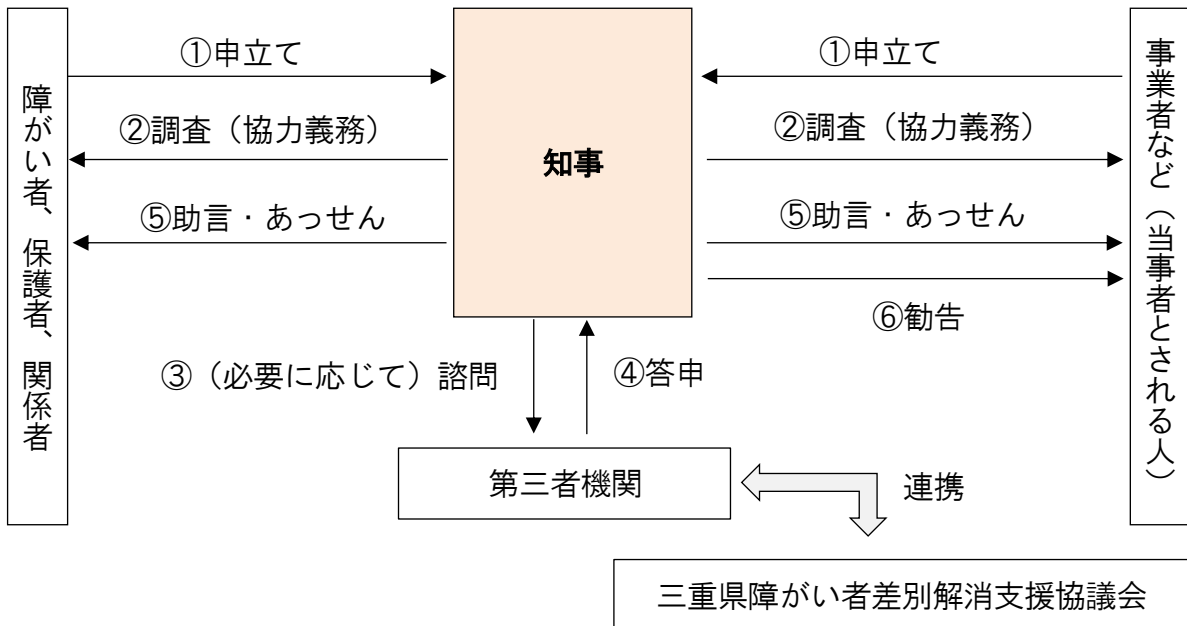 障がい者、保護者、関係者
①申立て
②調査（協力義務）
⑤助言・あっせん
知事
①申立て
②調査（協力義務）
⑤助言・あっせん
⑥勧告
事業者など（当事者とされる人）
③（必要に応じて）諮問
④答申
第三者機関
連携
三重県障がい者差別解消支援協議会